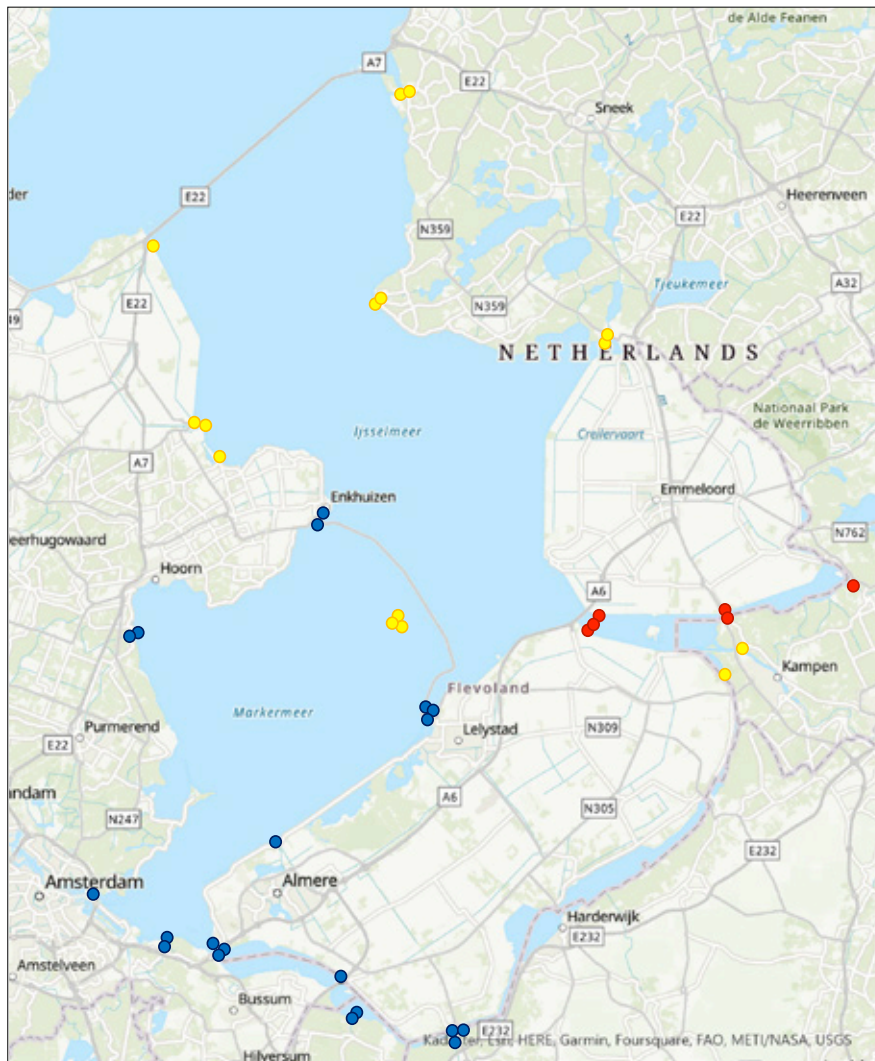 de Alde Feanen
A7
E22
Sneek
der
E22
Heerenveen
E22
N359
Tjeukemeer
E22
N359
A32
49
NETHERLANDS
Nationaal Park
de Weerribben
Ijsselmeer
Creilervaart
A7
Enkhuizen
Emmeloord
eerhugowaard
N762
Hoorn
A6
Kampen
Flevoland
Markermeer
Purmerend
Lelystad
N309
E22
andam
A6
N305
N247
E232
Amsterdam
Almere
Harderwijk
E232
Amstelveen
Bussum
E232
Kadaster, Esri, HERE, Garmin, Foursquare, FAO, METI/NASA, USGS
Hilversum